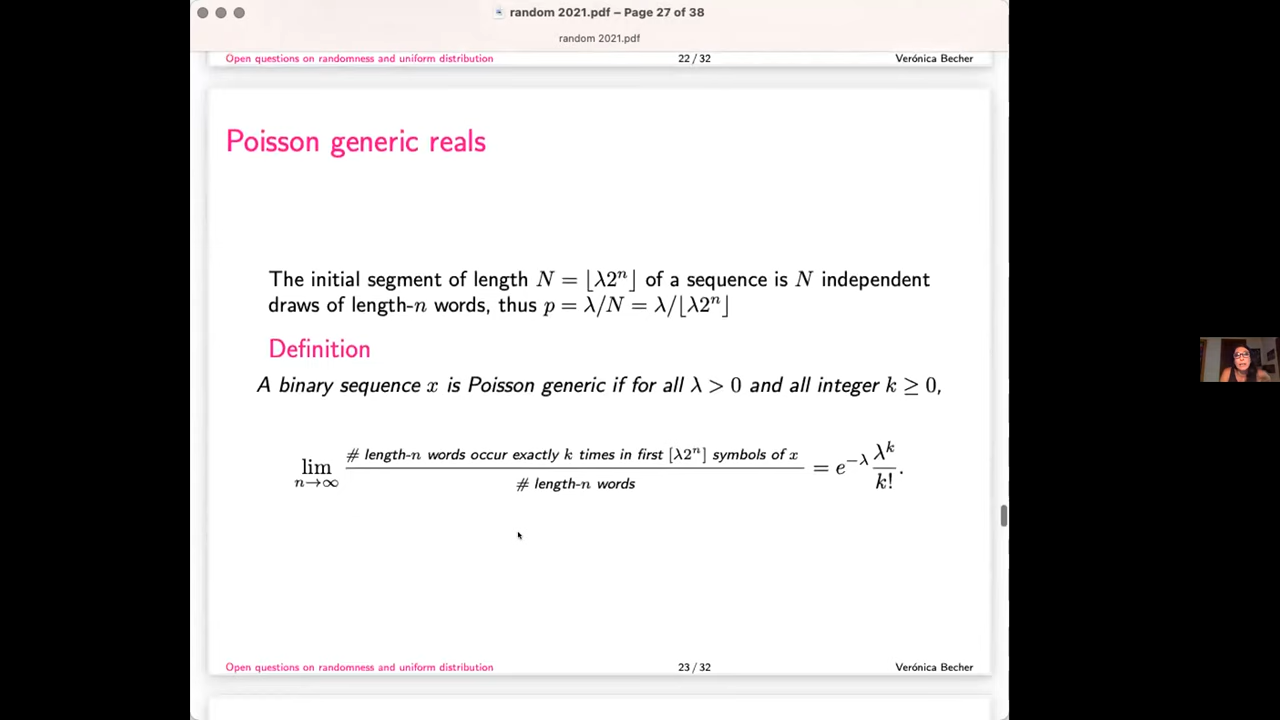 random 2021.pdf – Page 27 of 38
random 2021.pdf
Open questions on randomness and uniform distribution 22 / 32 Verónica Becher
Poisson generic reals
The initial segment of length N = ⌊λ2ⁿ⌋ of a sequence is N independent
draws of length-n words, thus p = λ/N = λ/⌊λ2ⁿ⌋
Definition
A binary sequence x is Poisson generic if for all λ > 0 and all integer k ≥ 0,
lim n→∞ # length-n words occur exactly k times in first [λ2ⁿ] symbols of x / # length-n words = e^{−λ} λ^k / k!.
Open questions on randomness and uniform distribution 23 / 32 Verónica Becher